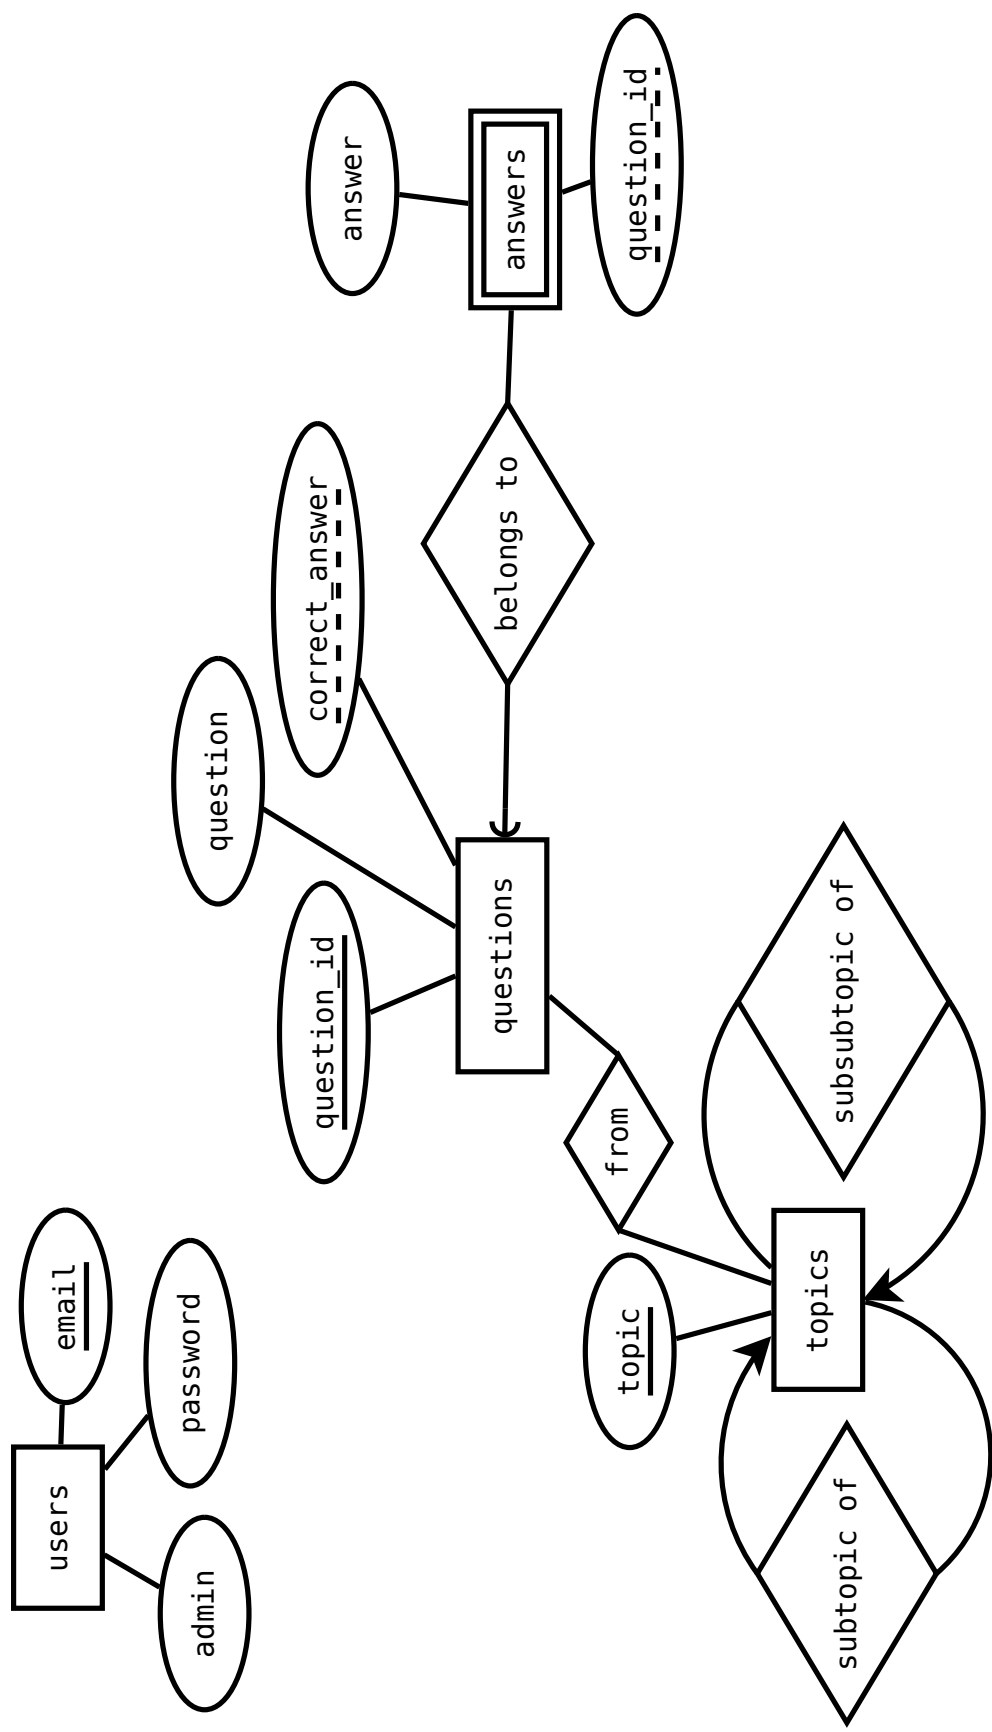 users
email
password
admin
question
question_id
correct_answer
questions
belongs to
answer
answers
question_id
from
topic
topics
subtopic of
subsubtopic of